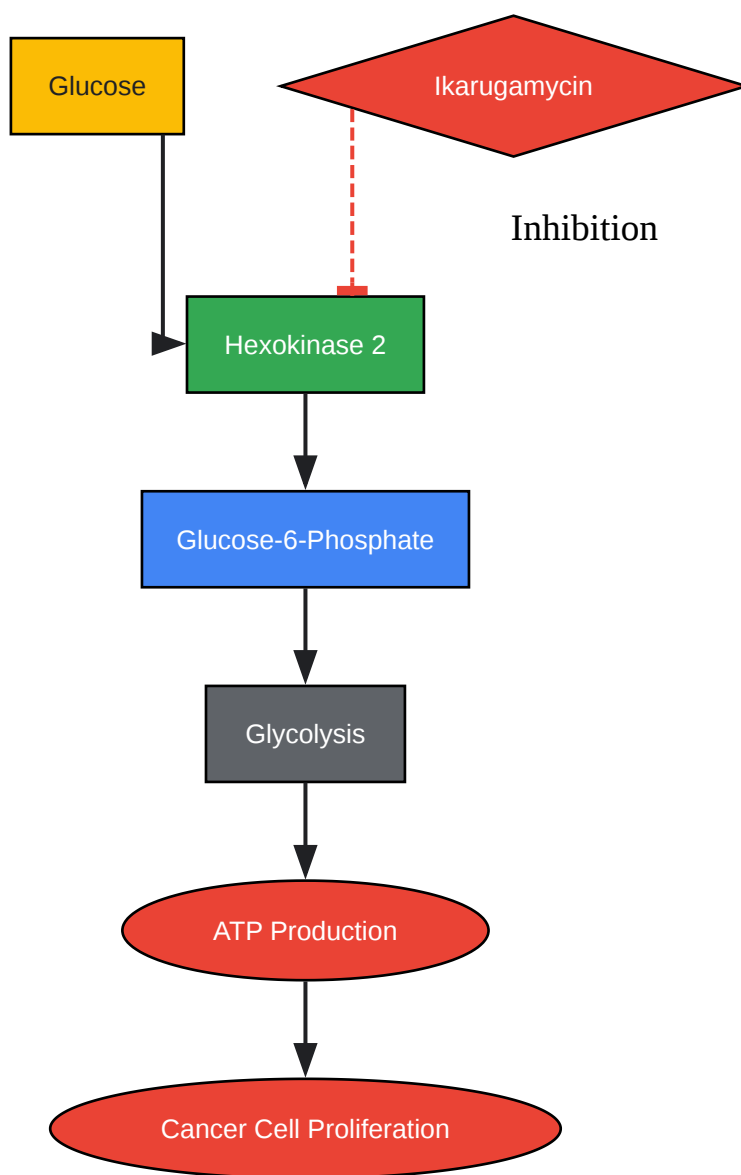 Glucose
Ikarugamycin
Inhibition
Hexokinase 2
Glucose-6-Phosphate
Glycolysis
ATP Production
Cancer Cell Proliferation